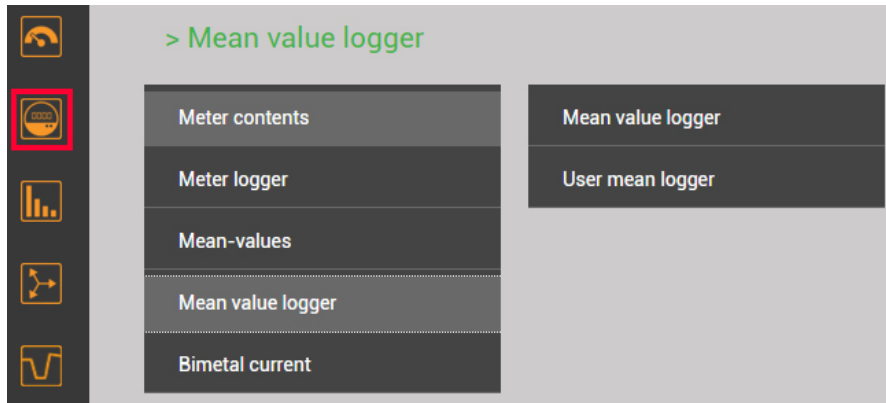 > Mean value logger
Meter contents
Meter logger
Mean-values
Mean value logger
Bimetal current
Mean value logger
User mean logger